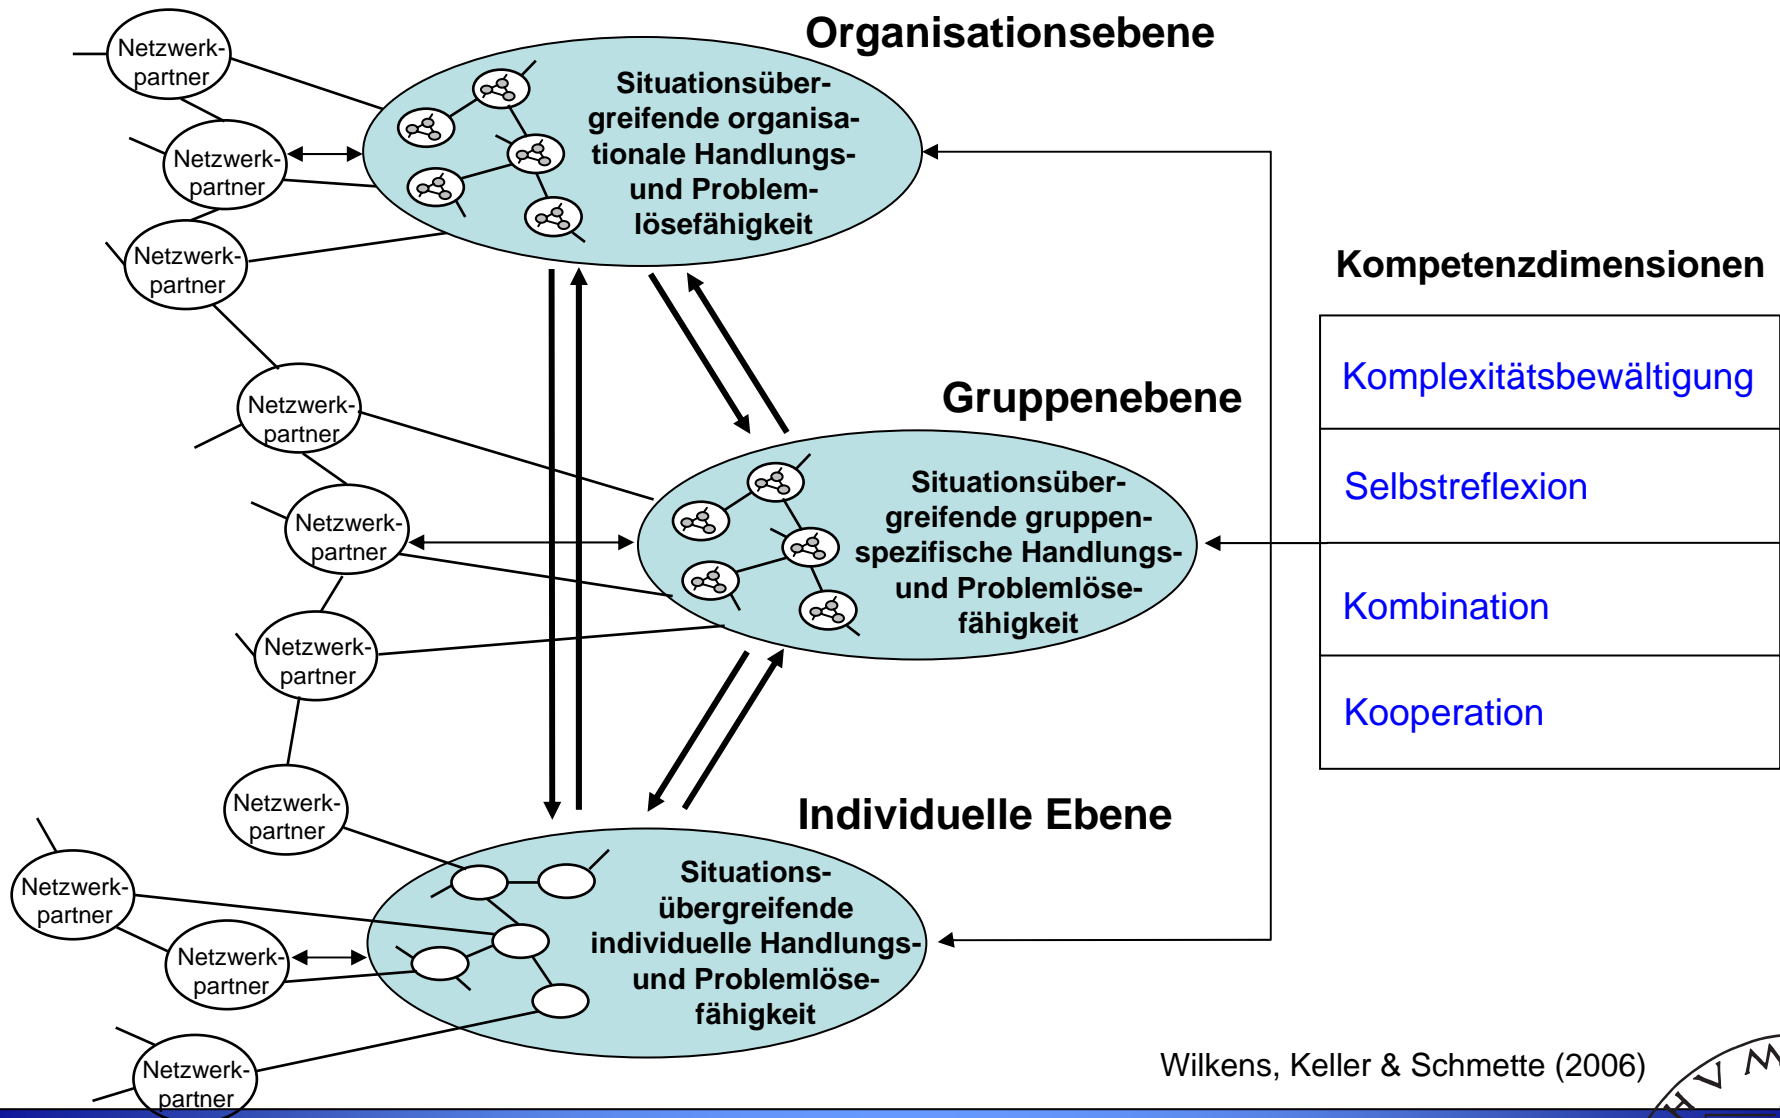 Organisationsebene
Netzwerk-
partner
Situationsüber-
greifende organisa-
tionale Handlungs-
und Problem-
lösefähigkeit
Netzwerk-
partner
Netzwerk-
partner
Kompetenzdimensionen
Komplexitätsbewältigung
Selbstreflexion
Kombination
Kooperation
Gruppenebene
Netzwerk-
partner
Situationsüber-
greifende gruppen-
spezifische Handlungs-
und Problemlöse-
fähigkeit
Netzwerk-
partner
Netzwerk-
partner
Netzwerk-
partner
Individuelle Ebene
Situations-
übergreifende
individuelle Handlungs-
und Problemlöse-
fähigkeit
Netzwerk-
partner
Netzwerk-
partner
Netzwerk-
partner
Wilkens, Keller & Schmette (2006)
H V M